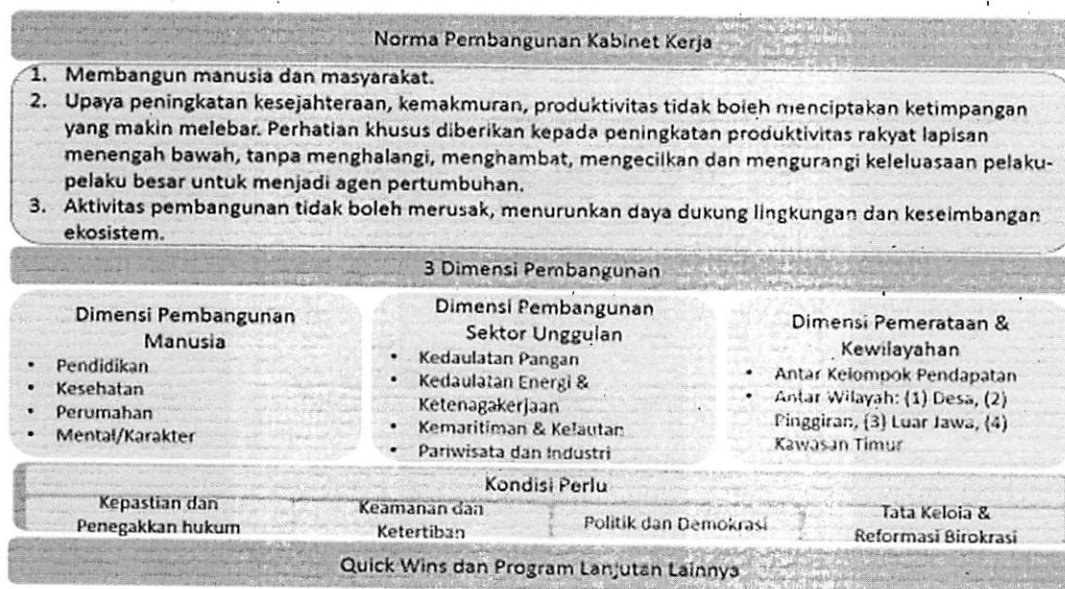 Norma Pembangunan Kabinet Kerja
1. Membangun manusia dan masyarakat.
2. Upaya peningkatan kesejahteraan, kemakmuran, produktivitas tidak boleh menciptakan ketimpangan
yang makin melebar. Perhatian khusus diberikan kepada peningkatan produktivitas rakyat lapisan
menengah bawah, tanpa menghalangi, menghambat, mengecilkan dan mengurangi keleluasaan pelaku-
pelaku besar untuk menjadi agen pertumbuhan.
3. Aktivitas pembangunan tidak boleh merusak, menurunkan daya dukung lingkungan dan keseimbangan
ekosistem.
3 Dimensi Pembangunan
Dimensi Pembangunan
Manusia
• Pendidikan
• Kesehatan
• Perumahan
• Mental/Karakter
Dimensi Pembangunan
Sektor Unggulan
• Kedaulatan Pangan
• Kedaulatan Energi &
Ketenagakerjaan
• Kemaritiman & Kelautan
• Pariwisata dan Industri
Dimensi Pemerataan &
Kewilayahan
• Antar Kelompok Pendapatan
• Antar Wilayah: (1) Desa, (2)
Pinggiran, (3) Luar Jawa, (4)
Kawasan Timur
Kondisi Perlu
Kepastian dan
Penegakkan hukum
Keamanan dan
Ketertiban
Politik dan Demokrasi
Tata Kelola &
Reformasi Birokrasi
Quick Wins dan Program Lanjutan Lainnya